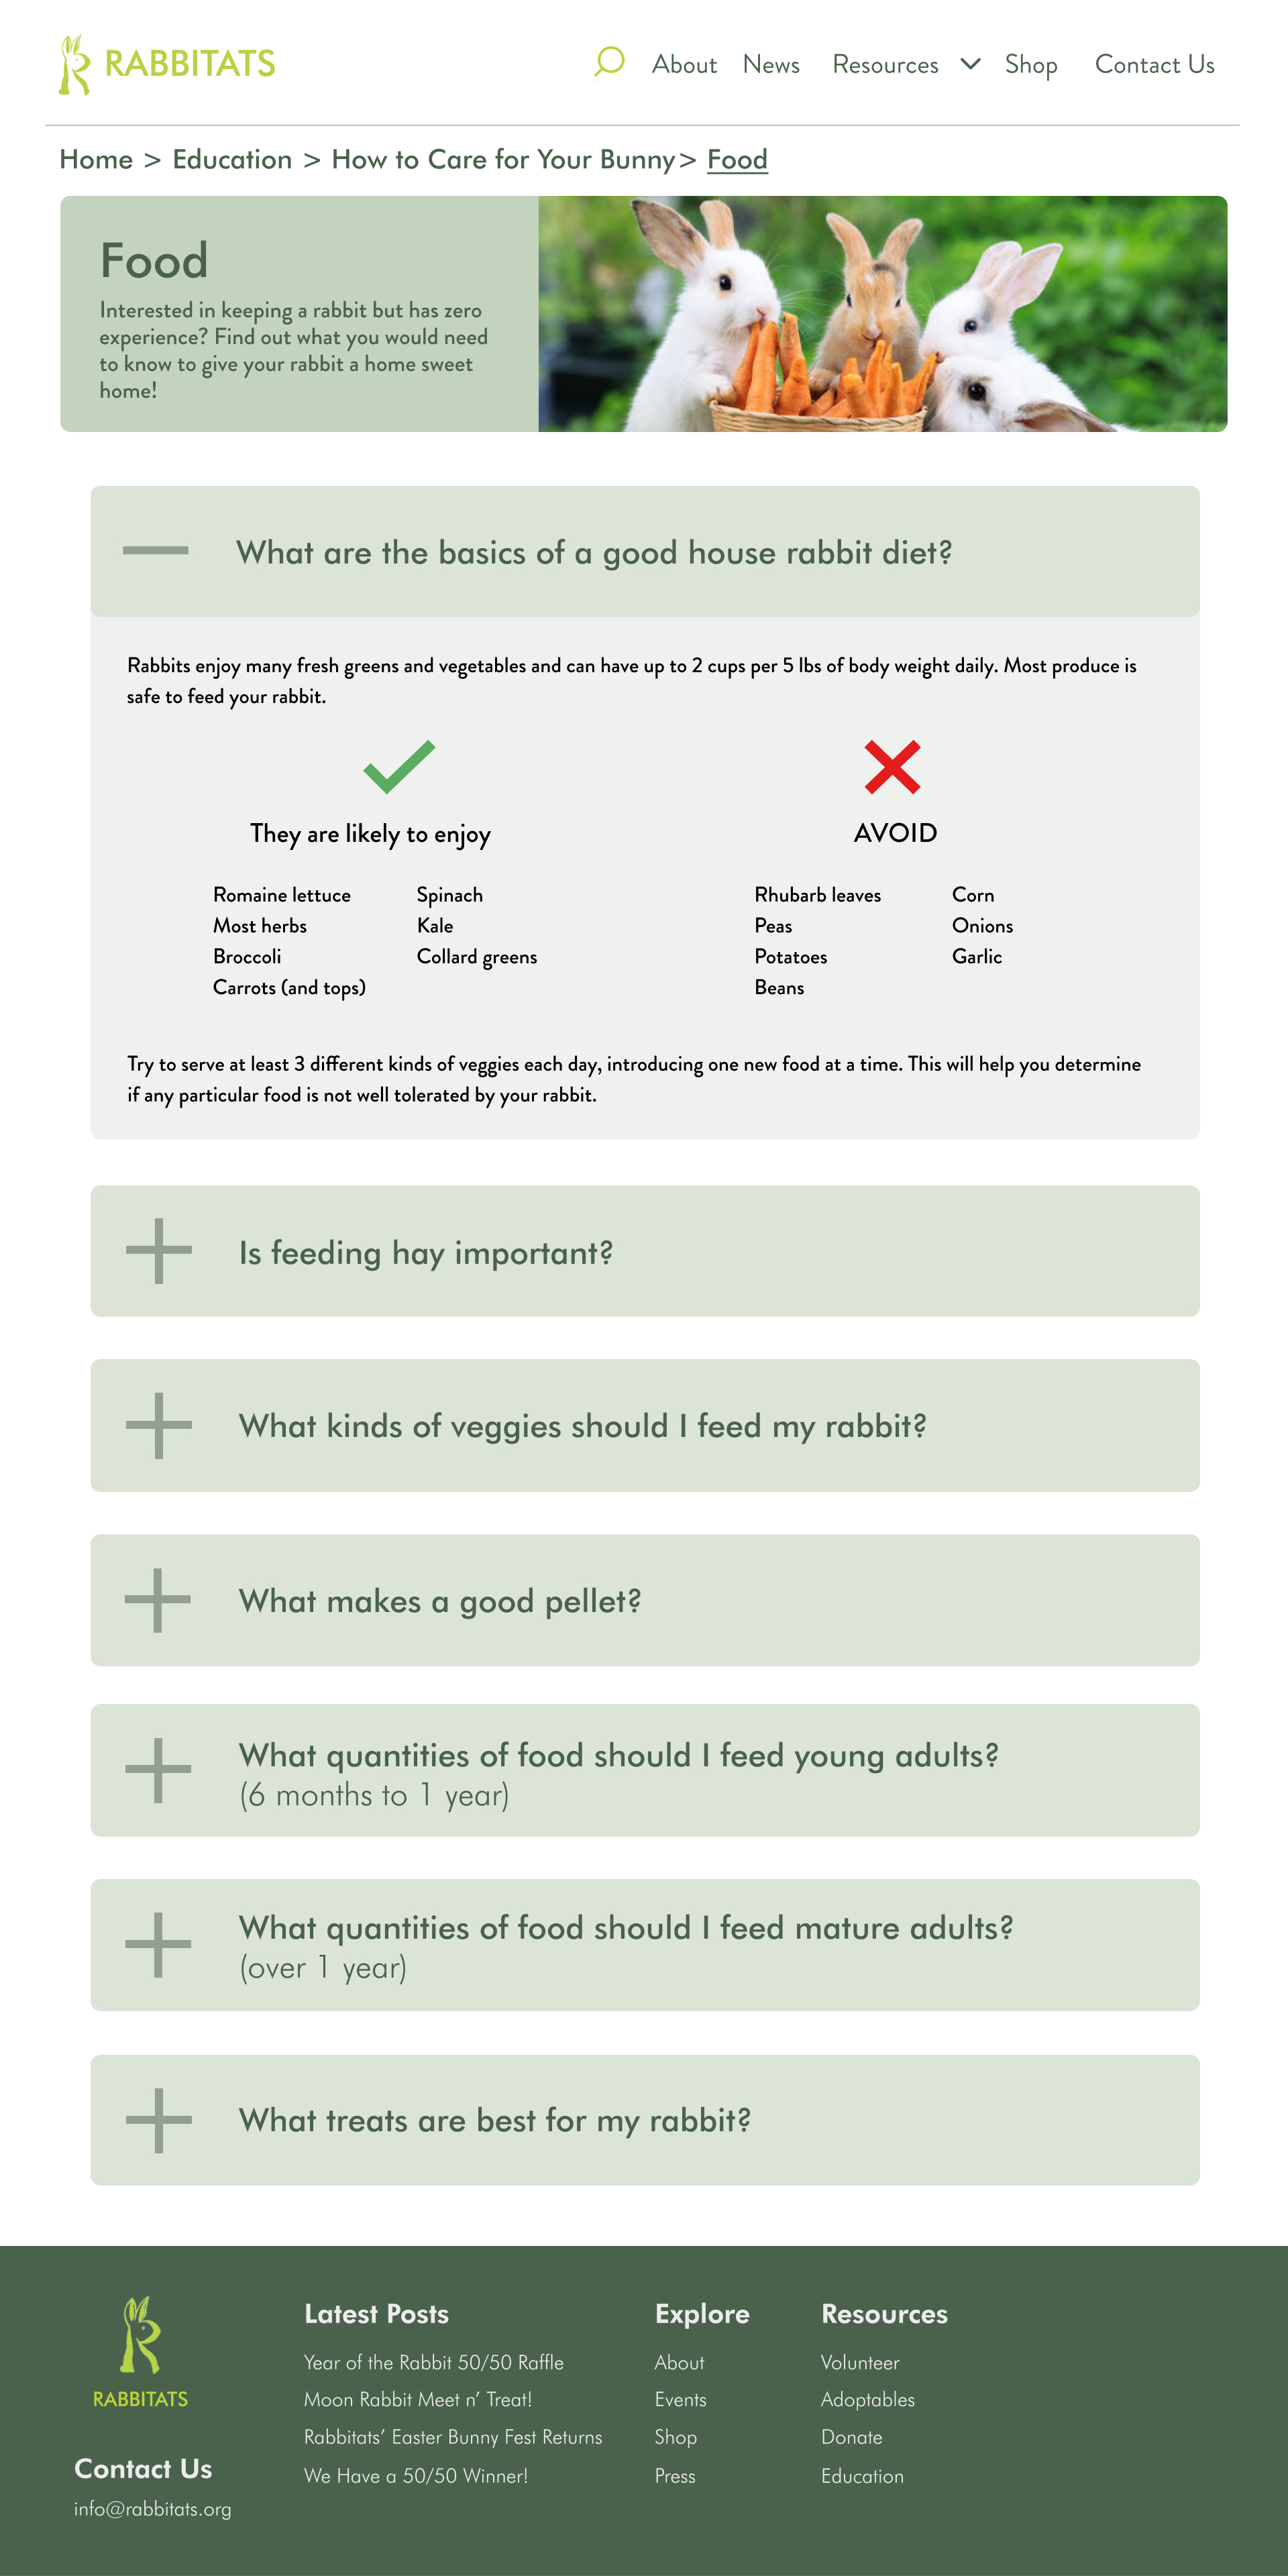 RABBITATS
About News Resources Shop Contact Us
Home > Education > How to Care for Your Bunny> Food
Food
Interested in keeping a rabbit but has zero
experience? Find out what you would need
to know to give your rabbit a home sweet
home!
What are the basics of a good house rabbit diet?
Rabbits enjoy many fresh greens and vegetables and can have up to 2 cups per 5 lbs of body weight daily. Most produce is
safe to feed your rabbit.
They are likely to enjoy
Romaine lettuce
Most herbs
Broccoli
Carrots (and tops)
Spinach
Kale
Collard greens
AVOID
Rhubarb leaves
Peas
Potatoes
Beans
Corn
Onions
Garlic
Try to serve at least 3 different kinds of veggies each day, introducing one new food at a time. This will help you determine
if any particular food is not well tolerated by your rabbit.
Is feeding hay important?
What kinds of veggies should I feed my rabbit?
What makes a good pellet?
What quantities of food should I feed young adults?
(6 months to 1 year)
What quantities of food should I feed mature adults?
(over 1 year)
What treats are best for my rabbit?
RABBITATS
Contact Us
info@rabbitats.org
Latest Posts
Year of the Rabbit 50/50 Raffle
Moon Rabbit Meet n’ Treat!
Rabbitats’ Easter Bunny Fest Returns
We Have a 50/50 Winner!
Explore
About
Events
Shop
Press
Resources
Volunteer
Adoptables
Donate
Education